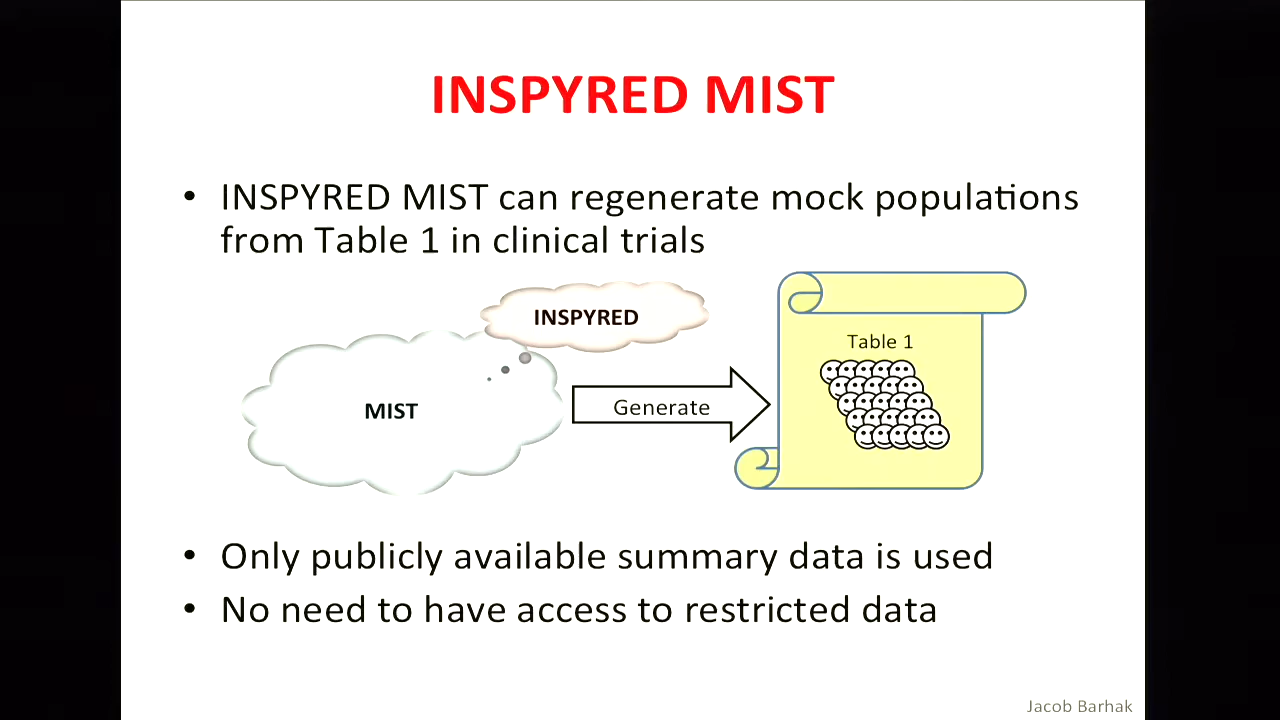 INSPYRED MIST
• INSPYRED MIST can regenerate mock populations
from Table 1 in clinical trials
INSPYRED
Table 1
MIST
Generate
• Only publicly available summary data is used
• No need to have access to restricted data
Jacob Barhak